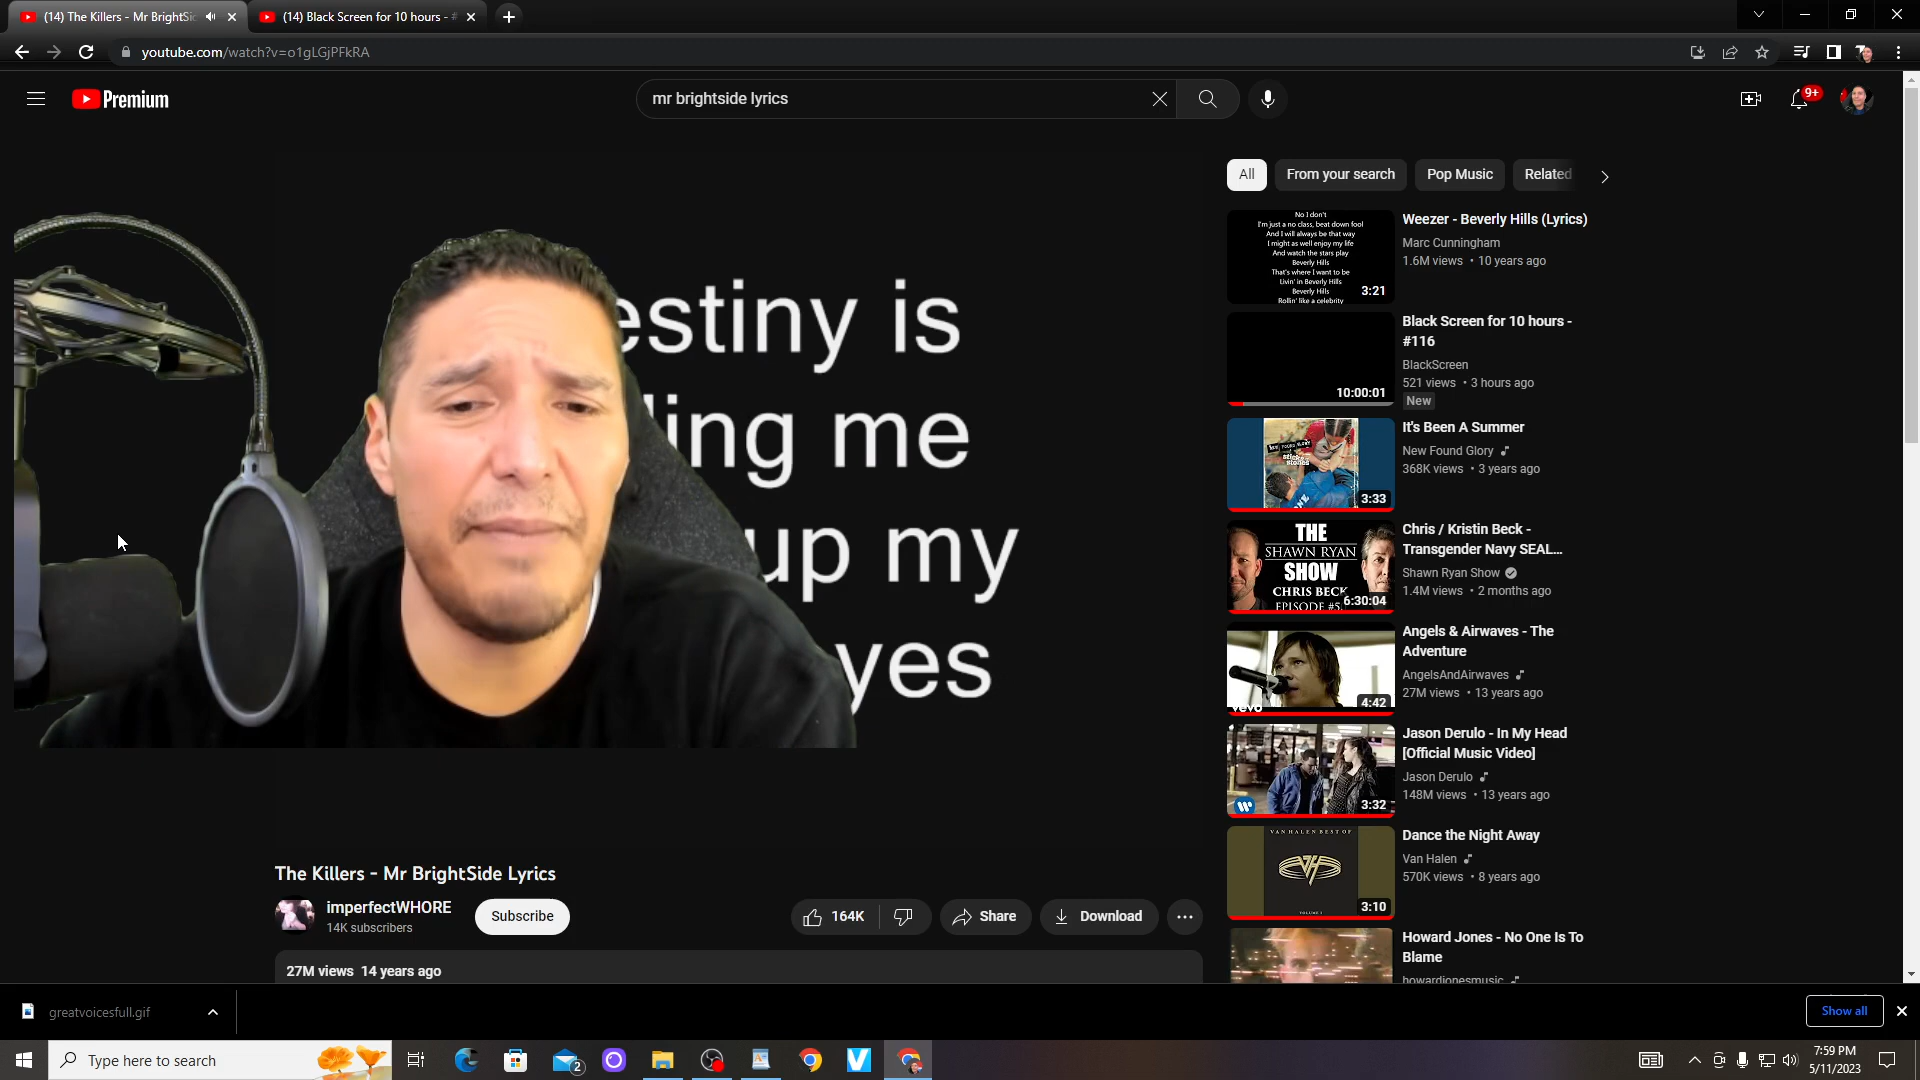 (14) The Killers - Mr BrightSid
(14) Black Screen for 10 hours - #
youtube.com/watch?v=o1gLGjPFkRA
Premium
mr brightside lyrics
9+
estiny is
ing me
up my
yes
The Killers - Mr BrightSide Lyrics
imperfectWHORE
14K subscribers
Subscribe
164K
Share
Download
27M views 14 years ago
All
From your search
Pop Music
Related
No I don't
I'm just a no class, beat down fool
And I will always be that way
I might as well enjoy my life
And watch the stars play
Beverly Hills
That's where I want to be
Livin' in Beverly Hills
Beverly Hills
Rollin' like a celebrity
3:21
Weezer - Beverly Hills (Lyrics)
Marc Cunningham
1.6M views • 10 years ago
10:00:01
Black Screen for 10 hours -
#116
BlackScreen
521 views • 3 hours ago
New
3:33
It's Been A Summer
New Found Glory
368K views • 3 years ago
THE
SHAWN RYAN
SHOW
CHRIS BECK
EPISODE #5
6:30:04
Chris / Kristin Beck -
Transgender Navy SEAL...
Shawn Ryan Show
1.4M views • 2 months ago
vevo
4:42
Angels & Airwaves - The
Adventure
AngelsAndAirwaves
27M views • 13 years ago
3:32
Jason Derulo - In My Head
[Official Music Video]
Jason Derulo
148M views • 13 years ago
VAN HALEN BEST OF
VOLUME 1
3:10
Dance the Night Away
Van Halen
570K views • 8 years ago
Howard Jones - No One Is To
Blame
howardjonesmusic
greatvoicesfull.gif
Show all
Type here to search
2
7:59 PM
5/11/2023